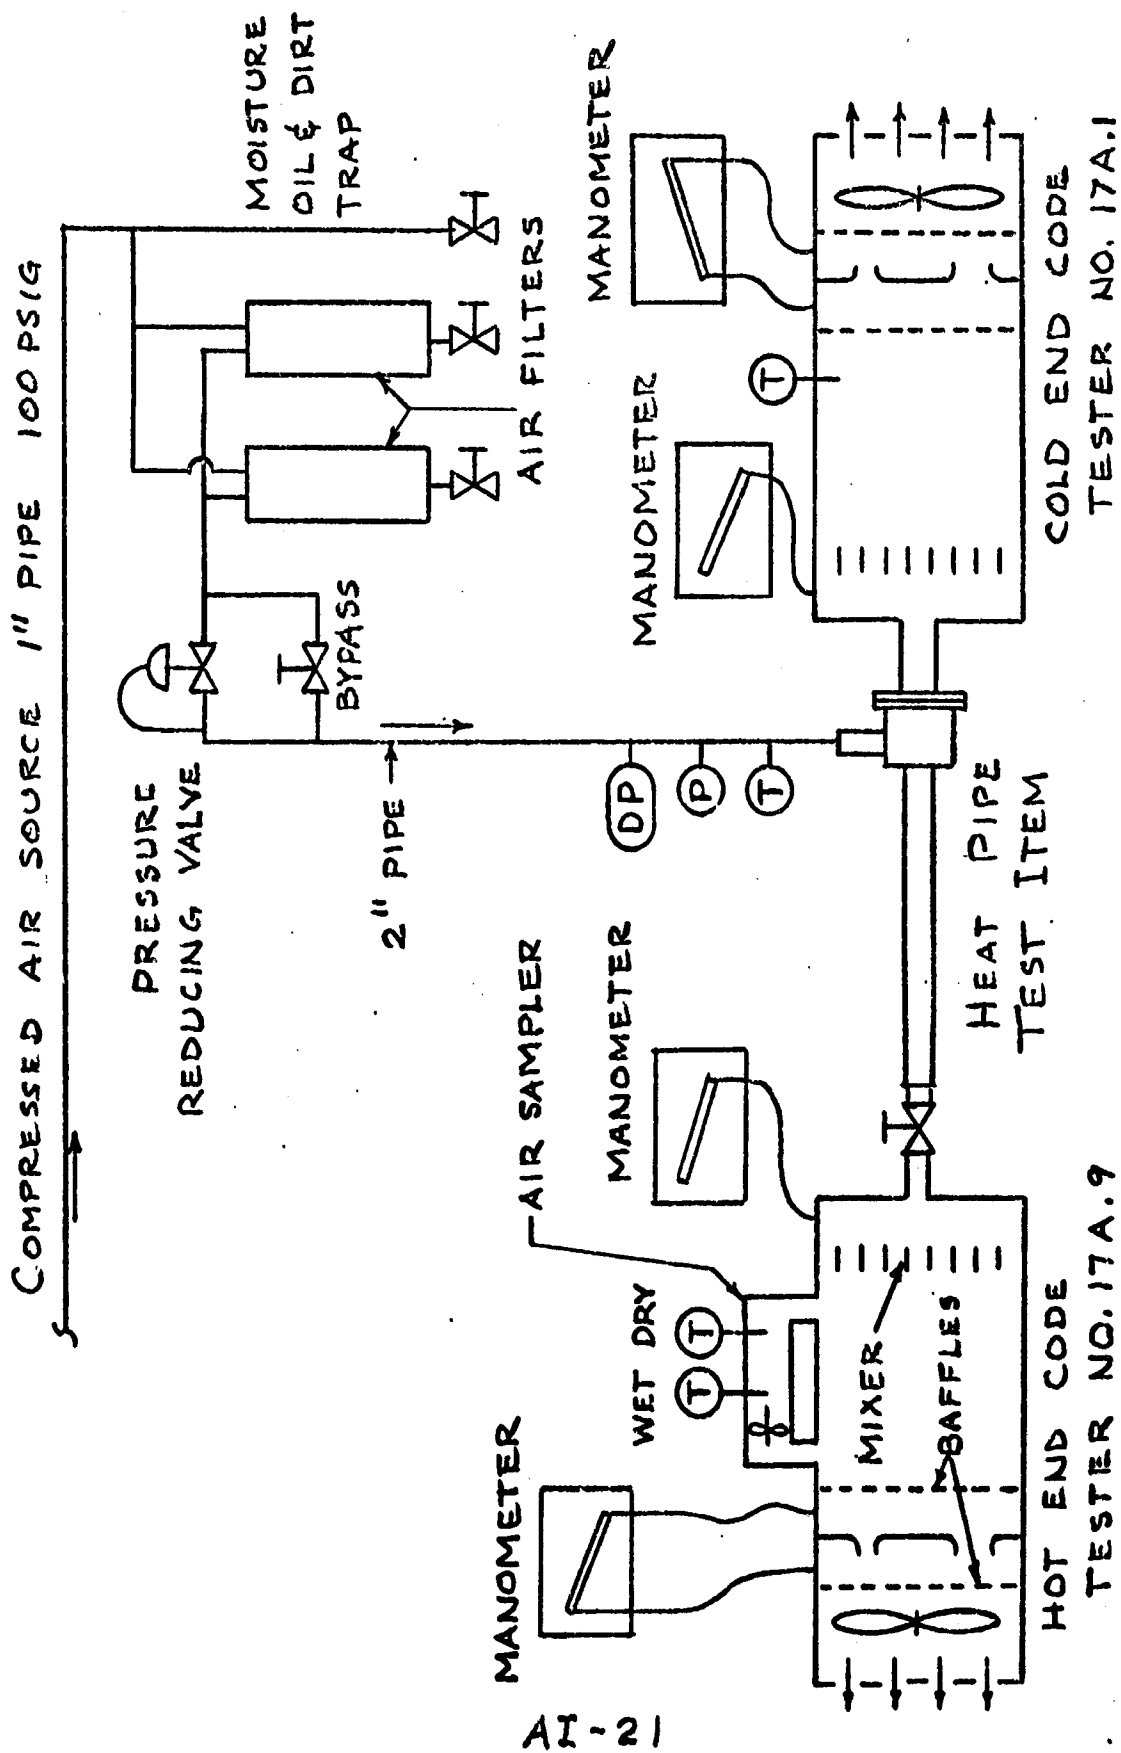 COMPRESSED AIR SOURCE 1" PIPE 100 PSIG
MOISTURE
OIL & DIRT
TRAP
PRESSURE
REDUCING VALVE
BYPASS
AIR FILTERS
2" PIPE
DP
P
T
AIR SAMPLER
MANOMETER
WET DRY
T
T
MANOMETER
MANOMETER
MANOMETER
T
MIXER
BAFFLES
HEAT PIPE
TEST ITEM
HOT END CODE
TESTER NO. 17A.9
COLD END CODE
TESTER NO. 17A.1
AI-21